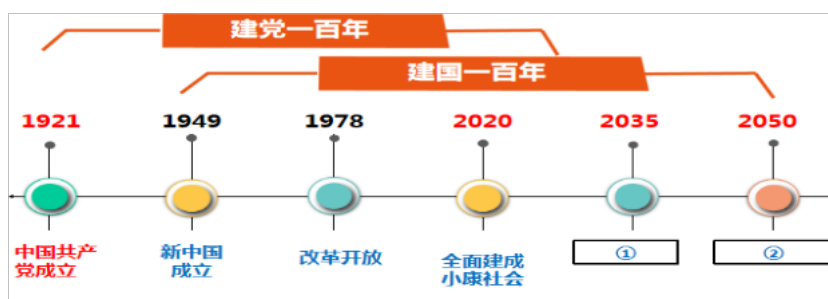 建党一百年
建国一百年
1921 1949 1978 2020 2035 2050
中国共产
党成立
新中国
成立
改革开放
全面建成
小康社会
①
②